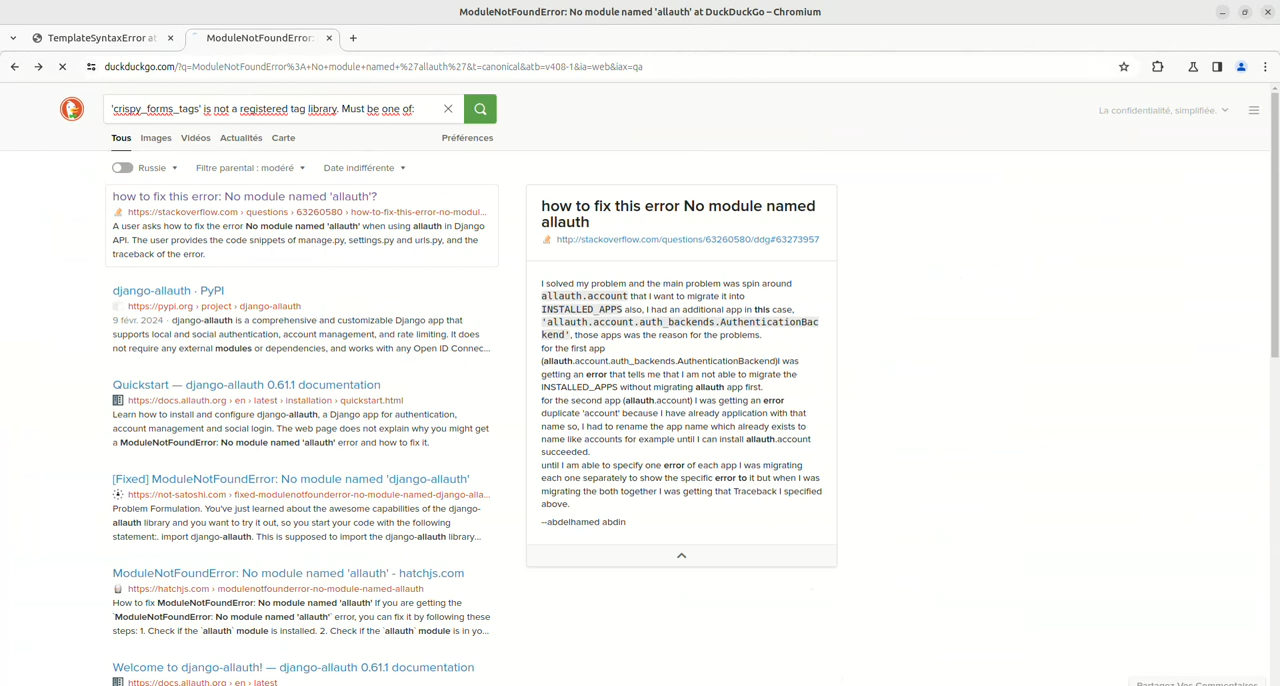 ModuleNotFoundError: No module named 'allauth' at DuckDuckGo – Chromium
TemplateSyntaxError at
ModuleNotFoundError:
duckduckgo.com/?q=ModuleNotFoundError%3A+No+module+named+%27allauth%27&t=canonical&atb=v408-1&ia=web&iax=qa
'crispy_forms_tags' is not a registered tag library. Must be one of:
La confidentialité, simplifiée.
Tous Images Vidéos Actualités Carte Préférences
Russie Filtre parental : modéré Date indifférente
how to fix this error: No module named 'allauth'?
https://stackoverflow.com › questions › 63260580 › how-to-fix-this-error-no-modul...
A user asks how to fix the error No module named 'allauth' when using allauth in Django
API. The user provides the code snippets of manage.py, settings.py and urls.py, and the
traceback of the error.
django-allauth · PyPI
https://pypi.org › project › django-allauth
9 févr. 2024 · django-allauth is a comprehensive and customizable Django app that
supports local and social authentication, account management, and rate limiting. It does
not require any external modules or dependencies, and works with any Open ID Connec...
Quickstart — django-allauth 0.61.1 documentation
https://docs.allauth.org › en › latest › installation › quickstart.html
Learn how to install and configure django-allauth, a Django app for authentication,
account management and social login. The web page does not explain why you might get
a ModuleNotFoundError: No module named 'allauth' error and how to fix it.
[Fixed] ModuleNotFoundError: No module named 'django-allauth'
https://not-satoshi.com › fixed-modulenotfounderror-no-module-named-django-alla...
Problem Formulation. You've just learned about the awesome capabilities of the django-
allauth library and you want to try it out, so you start your code with the following
statement:. import django-allauth. This is supposed to import the django-allauth library...
ModuleNotFoundError: No module named 'allauth' - hatchjs.com
https://hatchjs.com › modulenotfounderror-no-module-named-allauth
How to fix ModuleNotFoundError: No module named 'allauth' If you are getting the
`ModuleNotFoundError: No module named 'allauth'` error, you can fix it by following these
steps: 1. Check if the `allauth` module is installed. 2. Check if the `allauth` module is in yo...
Welcome to django-allauth! — django-allauth 0.61.1 documentation
https://docs.allauth.org › en › latest
how to fix this error No module named
allauth
http://stackoverflow.com/questions/63260580/ddg#63273957
I solved my problem and the main problem was spin around
allauth.account that I want to migrate it into
INSTALLED_APPS also, I had an additional app in this case,
'allauth.account.auth_backends.AuthenticationBac
kend', those apps was the reason for the problems.
for the first app
(allauth.account.auth_backends.AuthenticationBackend)I was
getting an error that tells me that I am not able to migrate the
INSTALLED_APPS without migrating allauth app first.
for the second app (allauth.account) I was getting an error
duplicate 'account' because I have already application with that
name so, I had to rename the app name which already exists to
name like accounts for example until I can install allauth.account
succeeded.
until I am able to specify one error of each app I was migrating
each one separately to show the specific error to it but when I was
migrating the both together I was getting that Traceback I specified
above.
--abdelhamed abdin
Partagez Vos Commentaires